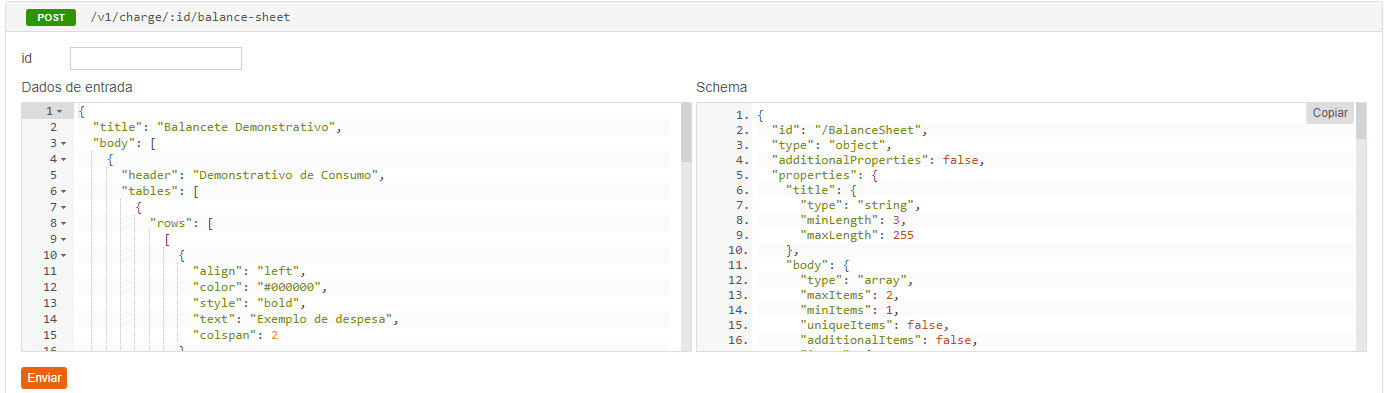 POST /v1/charge/:id/balance-sheet
id
Dados de entrada
1 {
2 "title": "Balancete Demonstrativo",
3 "body": [
4 {
5 "header": "Demonstrativo de Consumo",
6 "tables": [
7 {
8 "rows": [
9 [
10 {
11 "align": "left",
12 "color": "#000000",
13 "style": "bold",
14 "text": "Exemplo de despesa",
15 "colspan": 2
16 }
Schema
Copiar
1. {
2. "id": "/BalanceSheet",
3. "type": "object",
4. "additionalProperties": false,
5. "properties": {
6. "title": {
7. "type": "string",
8. "minLength": 3,
9. "maxLength": 255
10. },
11. "body": {
12. "type": "array",
13. "maxItems": 2,
14. "minItems": 1,
15. "uniqueItems": false,
16. "additionalItems": false,
Enviar